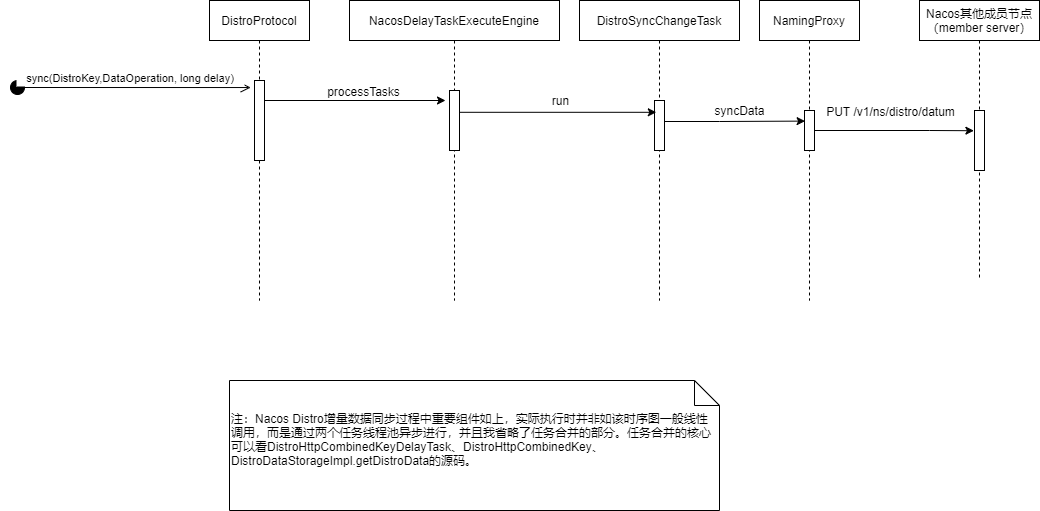 DistroProtocol
NacosDelayTaskExecuteEngine
DistroSyncChangeTask
NamingProxy
Nacos其他成员节点
（member server）
sync(DistroKey,DataOperation, long delay)
processTasks
run
syncData
PUT /v1/ns/distro/datum
注：Nacos Distro增量数据同步过程中重要组件如上，实际执行时并非如该时序图一般线性
调用，而是通过两个任务线程池异步进行，并且我省略了任务合并的部分。任务合并的核心
可以看DistroHttpCombinedKeyDelayTask、DistroHttpCombinedKey、
DistroDataStorageImpl.getDistroData的源码。